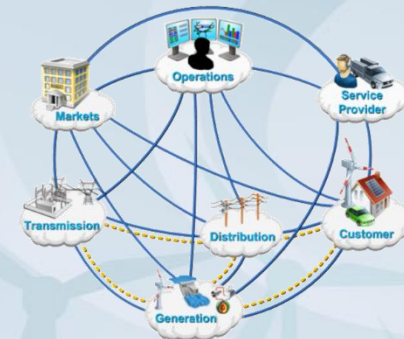 Operations
Markets
Service
Provider
Transmission
Distribution
Customer
Generation